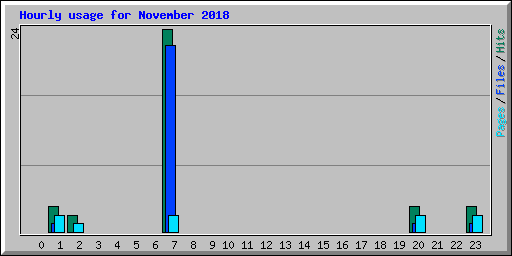 Hourly usage for November 2018
24
Pages/Files/Hits
0 1 2 3 4 5 6 7 8 9 10 11 12 13 14 15 16 17 18 19 20 21 22 23